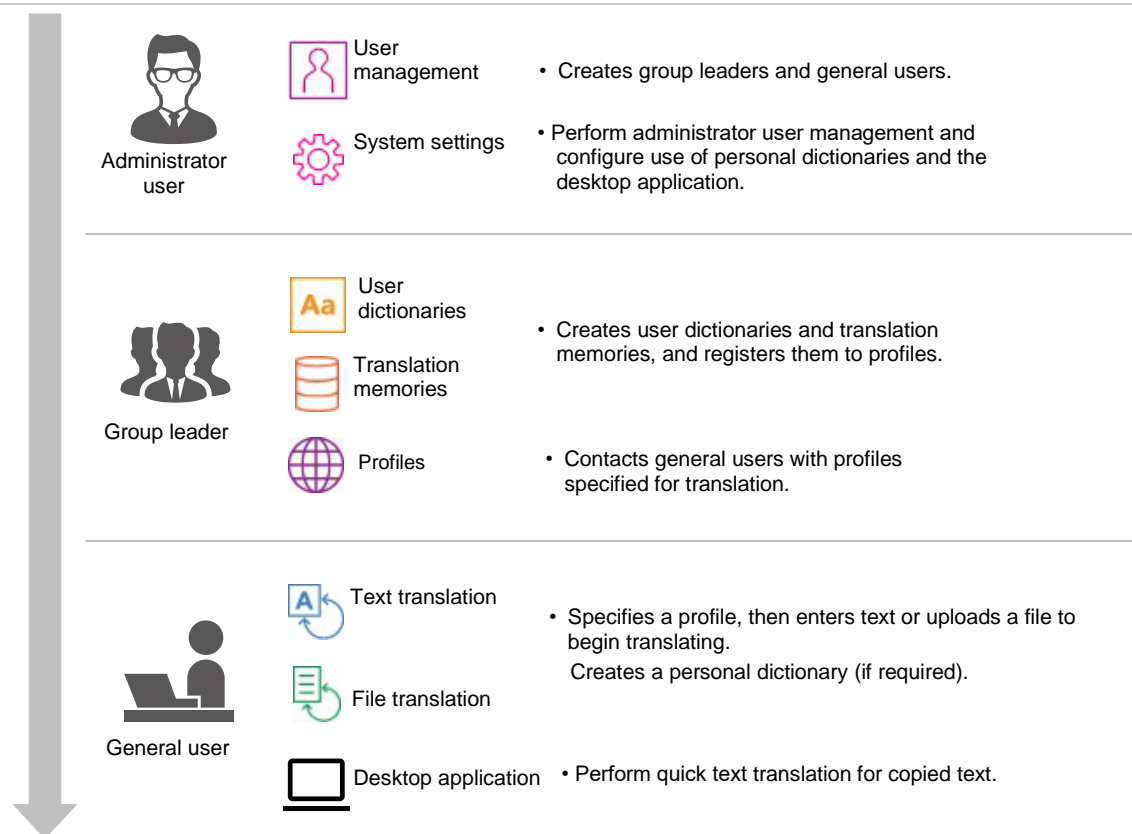 User
management
• Creates group leaders and general users.
Administrator
user
System settings
• Perform administrator user management and
configure use of personal dictionaries and the
desktop application.
User
dictionaries
Aa
• Creates user dictionaries and translation
memories, and registers them to profiles.
Translation
memories
Group leader
Profiles
• Contacts general users with profiles
specified for translation.
Text translation
A
• Specifies a profile, then enters text or uploads a file to
begin translating.
Creates a personal dictionary (if required).
File translation
General user
Desktop application
• Perform quick text translation for copied text.